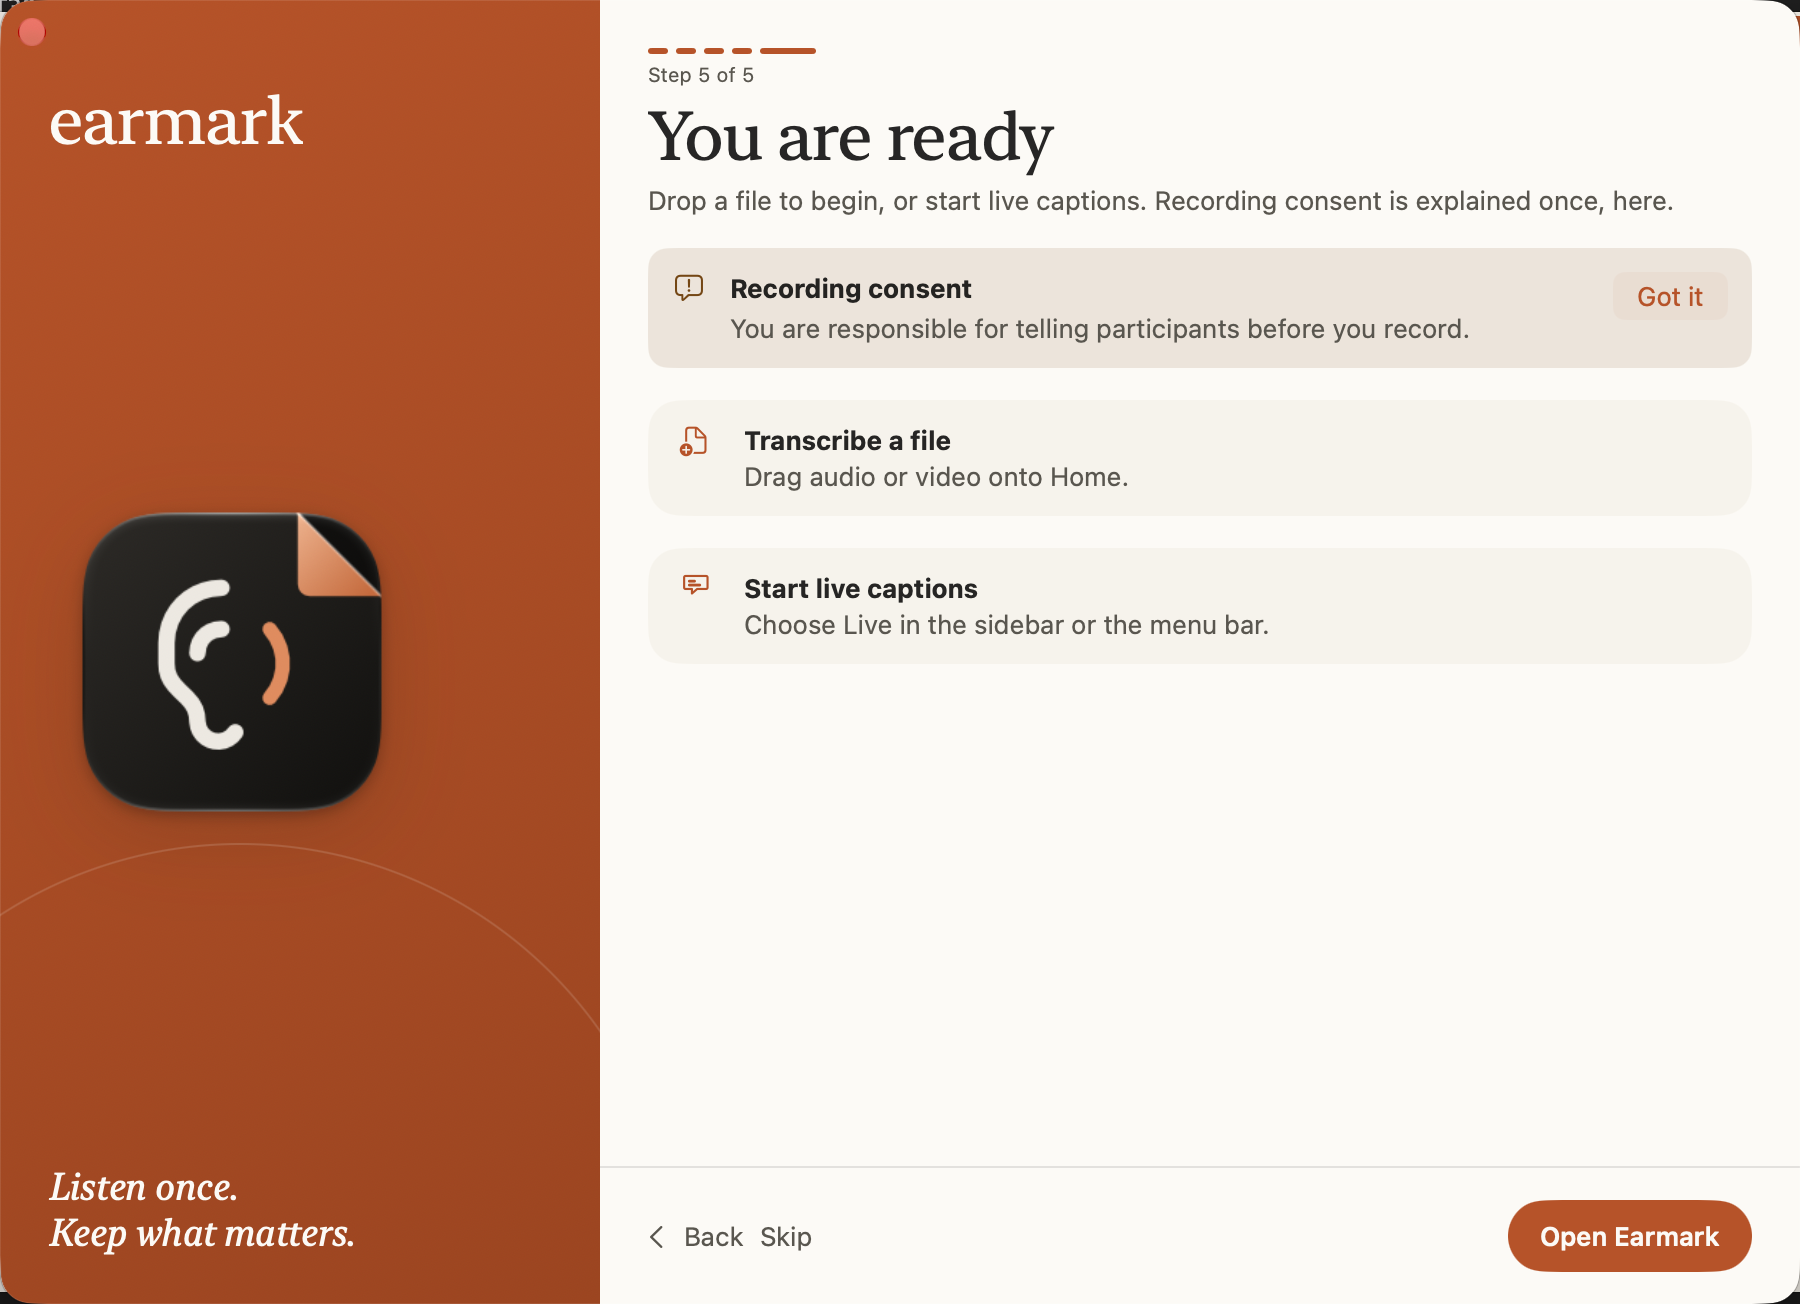 earmark
Listen once.
Keep what matters.
Step 5 of 5
You are ready
Drop a file to begin, or start live captions. Recording consent is explained once, here.
Recording consent
You are responsible for telling participants before you record.
Got it
Transcribe a file
Drag audio or video onto Home.
Start live captions
Choose Live in the sidebar or the menu bar.
Back
Skip
Open Earmark